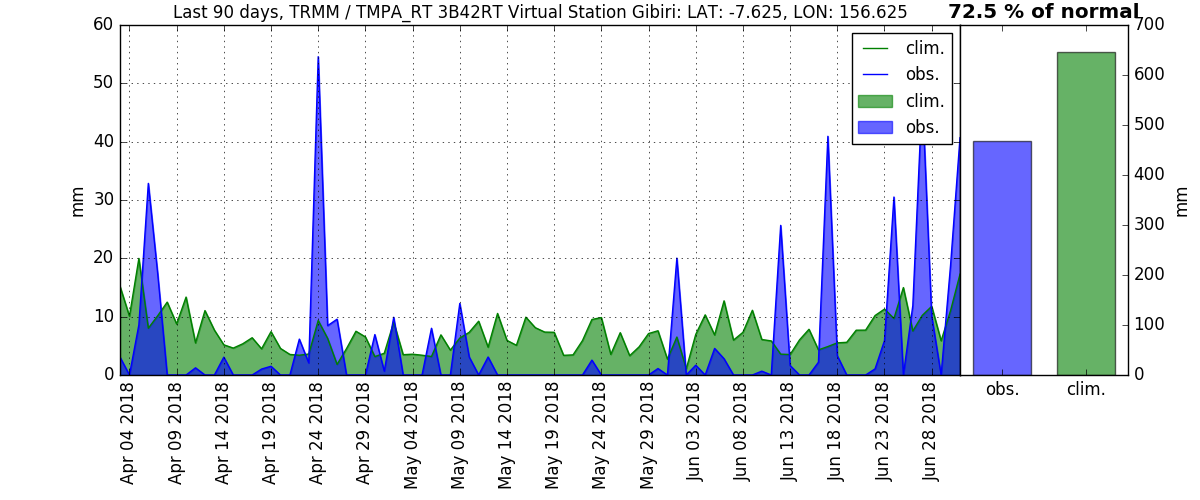 Last 90 days, TRMM / TMPA_RT 3B42RT Virtual Station Gibiri: LAT: -7.625, LON: 156.625
72.5 % of normal
60
50
40
30
20
10
0
mm
clim.
obs.
clim.
obs.
700
600
500
400
300
200
100
0
mm
Apr 04 2018
Apr 09 2018
Apr 14 2018
Apr 19 2018
Apr 24 2018
Apr 29 2018
May 04 2018
May 09 2018
May 14 2018
May 19 2018
May 24 2018
May 29 2018
Jun 03 2018
Jun 08 2018
Jun 13 2018
Jun 18 2018
Jun 23 2018
Jun 28 2018
obs.
clim.